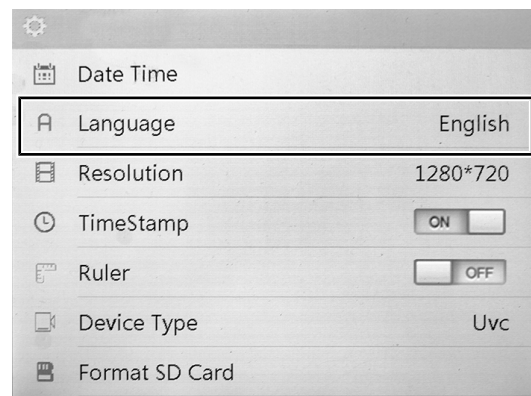 Date Time
Language English
Resolution 1280*720
TimeStamp ON
Ruler OFF
Device Type Uvc
Format SD Card